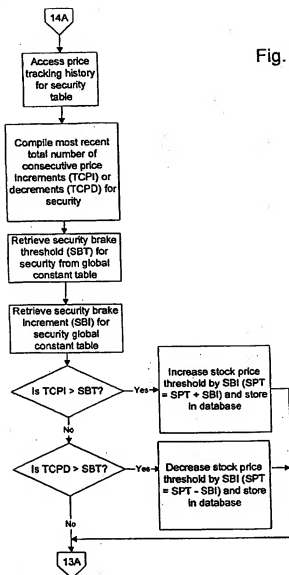 14A
Fig.
Access price
tracking history
for security
table
Compile most recent
total number of
consecutive price
increments (TCPI) or
decrements (TCPD) for
security
Retrieve security brake
threshold (SBT) for
security from global
constant table
Retrieve security brake
increment (SBI) for
security global
constant table
Is TCPI > SBT?
Yes
Increase stock price
threshold by SBI (SPT
= SPT + SBI) and store
in database
No
Is TCPD > SBT?
Yes
Decrease stock price
threshold by SBI (SPT
= SPT - SBI) and store
in database
No
13A